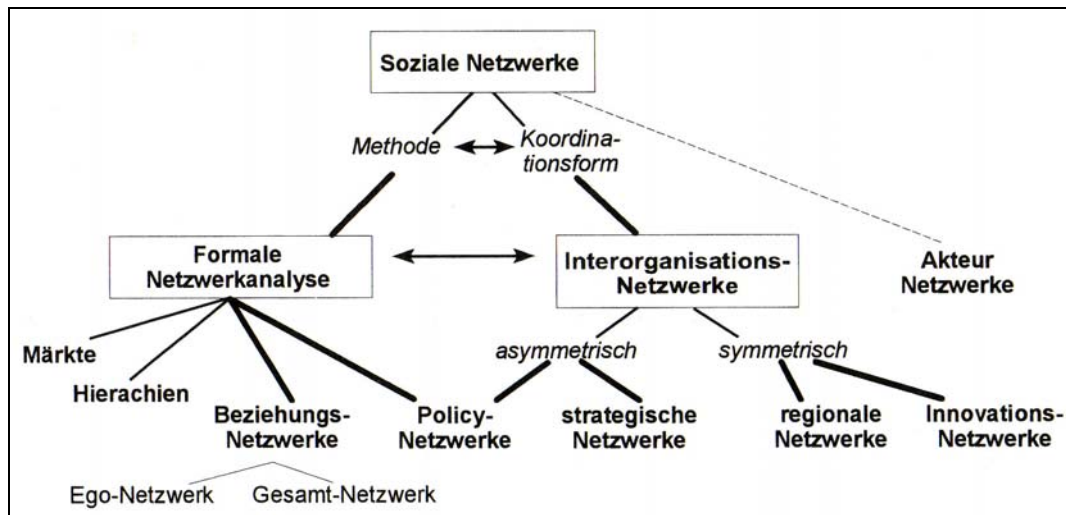 Soziale Netzwerke
Methode
Koordina-
tionsform
Formale
Netzwerkanalyse
Interorganisations-
Netzwerke
Akteur
Netzwerke
Märkte
Hierachien
asymmetrisch
symmetrisch
Beziehungs-
Netzwerke
Policy-
Netzwerke
strategische
Netzwerke
regionale
Netzwerke
Innovations-
Netzwerke
Ego-Netzwerk
Gesamt-Netzwerk